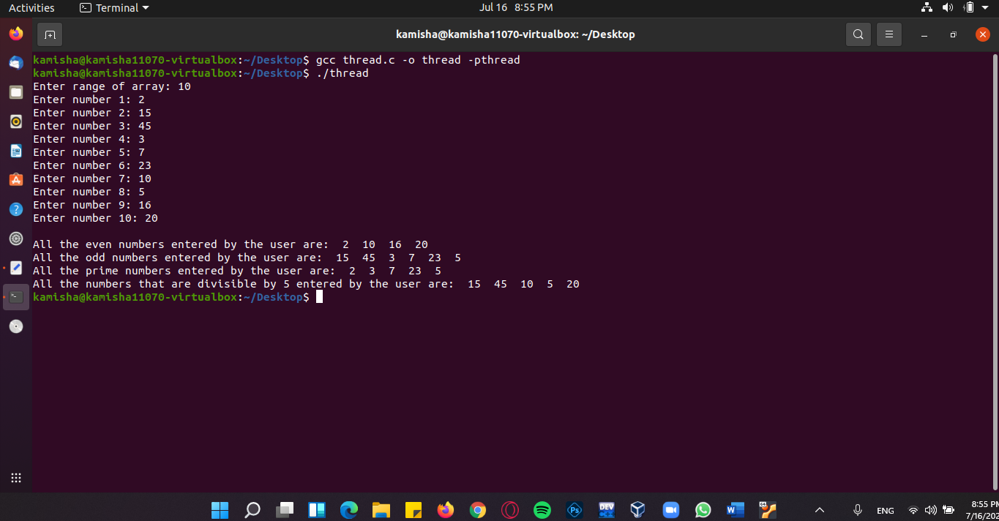 Activities Terminal Jul 16 8:55 PM
kamisha@kamisha11070-virtualbox: ~/Desktop
kamisha@kamisha11070-virtualbox:~/Desktop$ gcc thread.c -o thread -pthread
kamisha@kamisha11070-virtualbox:~/Desktop$ ./thread
Enter range of array: 10
Enter number 1: 2
Enter number 2: 15
Enter number 3: 45
Enter number 4: 3
Enter number 5: 7
Enter number 6: 23
Enter number 7: 10
Enter number 8: 5
Enter number 9: 16
Enter number 10: 20
All the even numbers entered by the user are:  2  10  16  20
All the odd numbers entered by the user are:  15  45  3  7  23  5
All the prime numbers entered by the user are:  2  3  7  23  5
All the numbers that are divisible by 5 entered by the user are:  15  45  10  5  20
kamisha@kamisha11070-virtualbox:~/Desktop$
Ps DEV W 64 ENG 8:55 PM
7/16/202